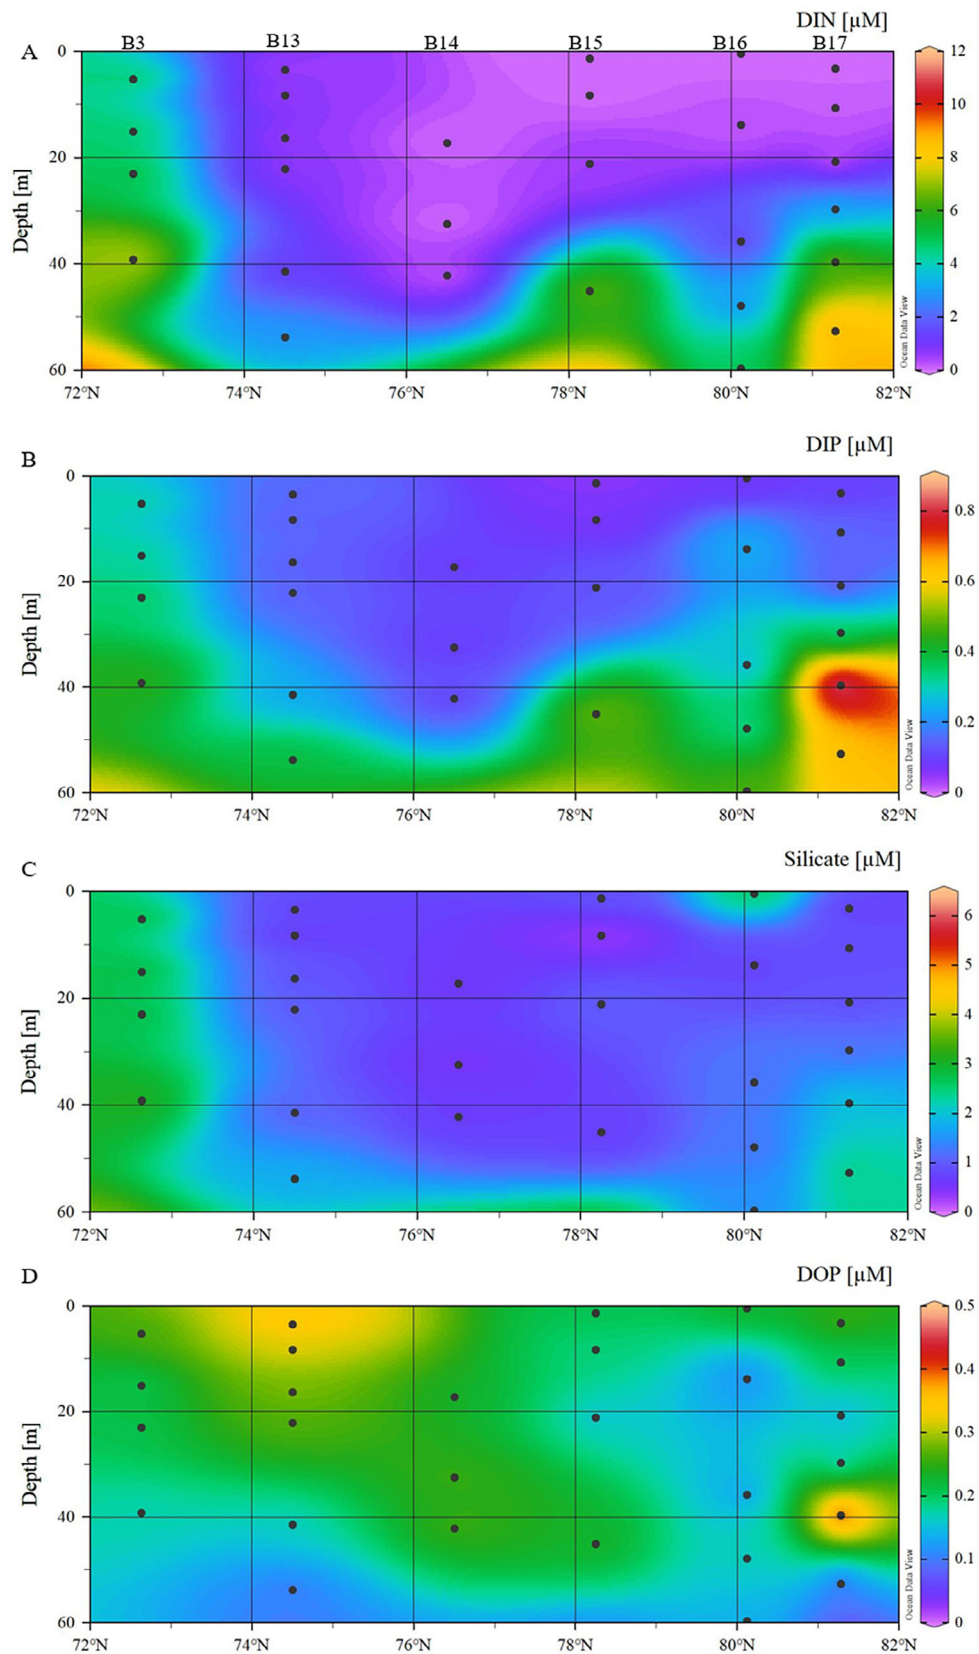 DIN [µM]
A
B3 B13 B14 B15 B16 B17
0 12
10
20 8
Depth [m]
6
40 4
2
Ocean Data View
60 0
72°N 74°N 76°N 78°N 80°N 82°N
DIP [µM]
B
0
0.8
20
0.6
Depth [m]
0.4
40
0.2
Ocean Data View
60 0
72°N 74°N 76°N 78°N 80°N 82°N
Silicate [µM]
C
0
6
5
20
4
Depth [m]
3
40
2
1
Ocean Data View
60 0
72°N 74°N 76°N 78°N 80°N 82°N
DOP [µM]
D
0 0.5
0.4
20
0.3
Depth [m]
0.2
40
0.1
Ocean Data View
60 0
72°N 74°N 76°N 78°N 80°N 82°N